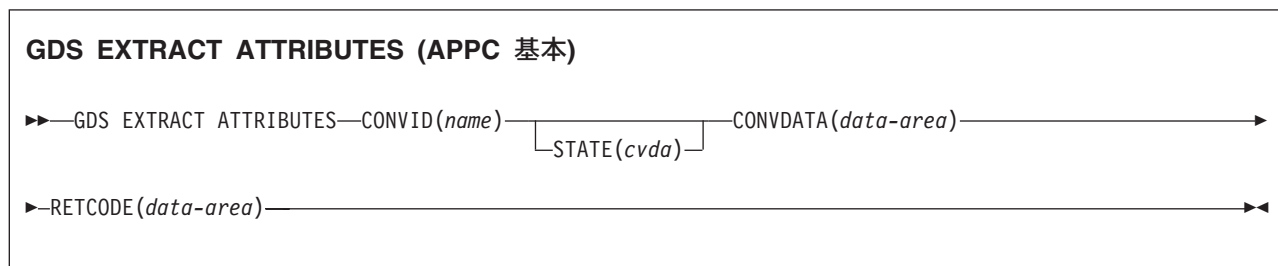 GDS EXTRACT ATTRIBUTES (APPC 基本)
GDS EXTRACT ATTRIBUTES CONVID(name) CONVDATA(data-area)
STATE(cvda)
RETCODE(data-area)